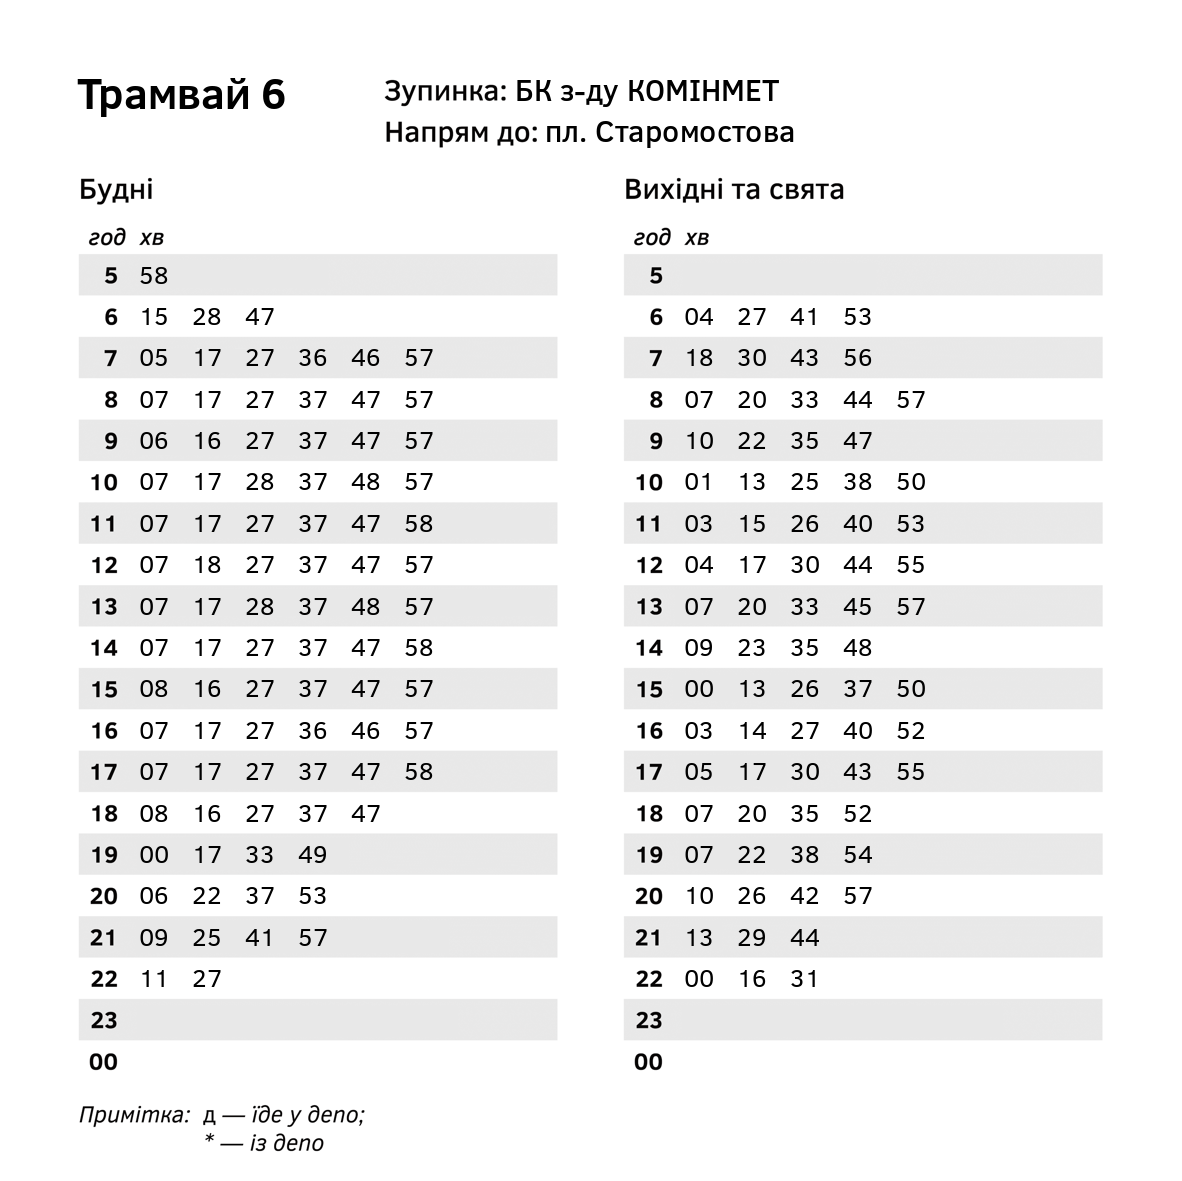 Трамвай 6
Зупинка: БК з-ду КОМІНМЕТ
Напрям до: пл. Старомостова
Будні
год хв
5 58
6 15 28 47
7 05 17 27 36 46 57
8 07 17 27 37 47 57
9 06 16 27 37 47 57
10 07 17 28 37 48 57
11 07 17 27 37 47 58
12 07 18 27 37 47 57
13 07 17 28 37 48 57
14 07 17 27 37 47 58
15 08 16 27 37 47 57
16 07 17 27 36 46 57
17 07 17 27 37 47 58
18 08 16 27 37 47
19 00 17 33 49
20 06 22 37 53
21 09 25 41 57
22 11 27
23
00
Вихідні та свята
год хв
5
6 04 27 41 53
7 18 30 43 56
8 07 20 33 44 57
9 10 22 35 47
10 01 13 25 38 50
11 03 15 26 40 53
12 04 17 30 44 55
13 07 20 33 45 57
14 09 23 35 48
15 00 13 26 37 50
16 03 14 27 40 52
17 05 17 30 43 55
18 07 20 35 52
19 07 22 38 54
20 10 26 42 57
21 13 29 44
22 00 16 31
23
00
Примітка: д — їде у депо;
* — із депо